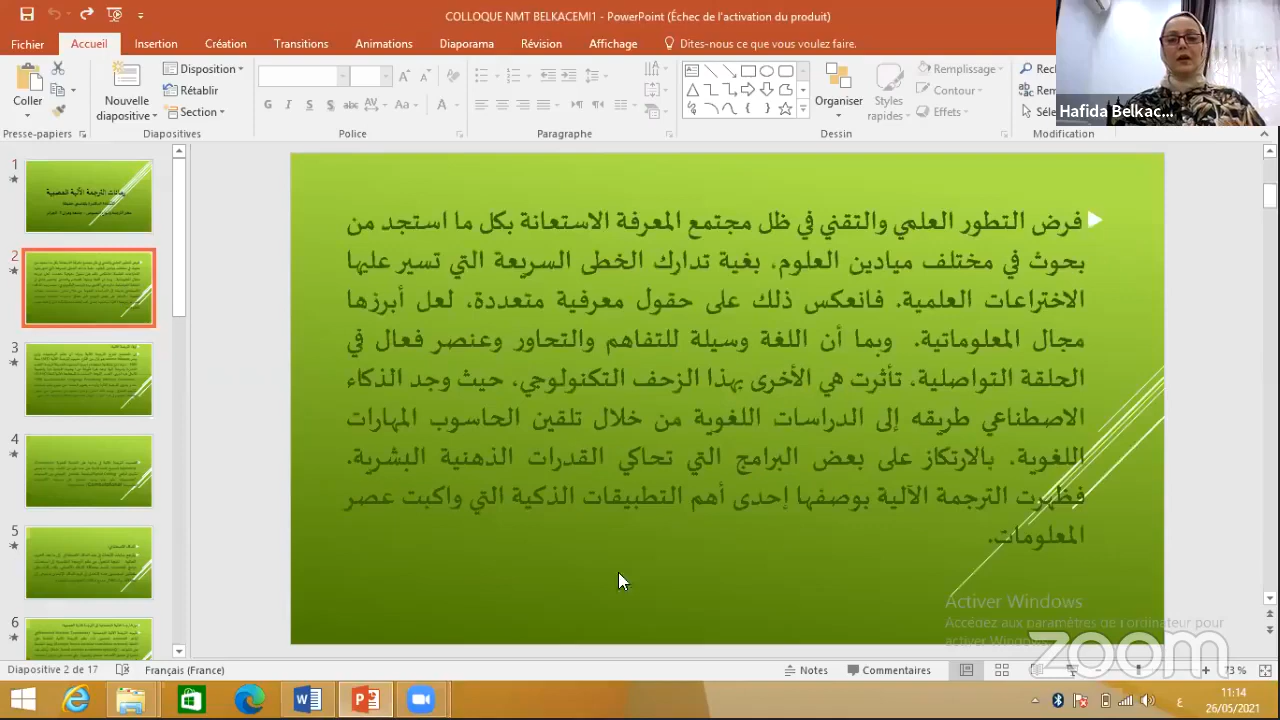 COLLOQUE NMT BELKACEMI1 - PowerPoint (Échec de l'activation du produit)
Fichier Accueil Insertion Création Transitions Animations Diaporama Révision Affichage Dites-nous ce que vous voulez faire.
Coller
Nouvelle diapositive
Disposition
Rétablir
Section
Organiser
Styles rapides
Remplissage
Contour
Effets
Presse-papiers Diapositives Police Paragraphe Dessin Modification
Hafida Belkac...
1
2
3
4
5
6
فرض التطور العلمي والتقني في ظل مجتمع المعرفة الاستعانة بكل ما استجد من
بحوث في مختلف ميادين العلوم، بغية تدارك الخطى السريعة التي تسير عليها
الاختراعات العلمية. فانعكس ذلك على حقول معرفية متعددة، لعل أبرزها
مجال المعلوماتية. وبما أن اللغة وسيلة للتفاهم والتحاور وعنصر فعال في
الحلقة التواصلية، تأثرت هي الأخرى بهذا الزحف التكنولوجي، حيث وجد الذكاء
الاصطناعي طريقه إلى الدراسات اللغوية من خلال تلقين الحاسوب المهارات
اللغوية. بالارتكاز على بعض البرامج التي تحاكي القدرات الذهنية البشرية.
فظهرت الترجمة الآلية بوصفها إحدى أهم التطبيقات الذكية التي واكبت عصر
المعلومات.
Activer Windows
Accédez aux paramètres de l'ordinateur pour
activer Windows.
zoom
Diapositive 2 de 17 Français (France) Notes Commentaires 73 %
11:14
26/05/2021